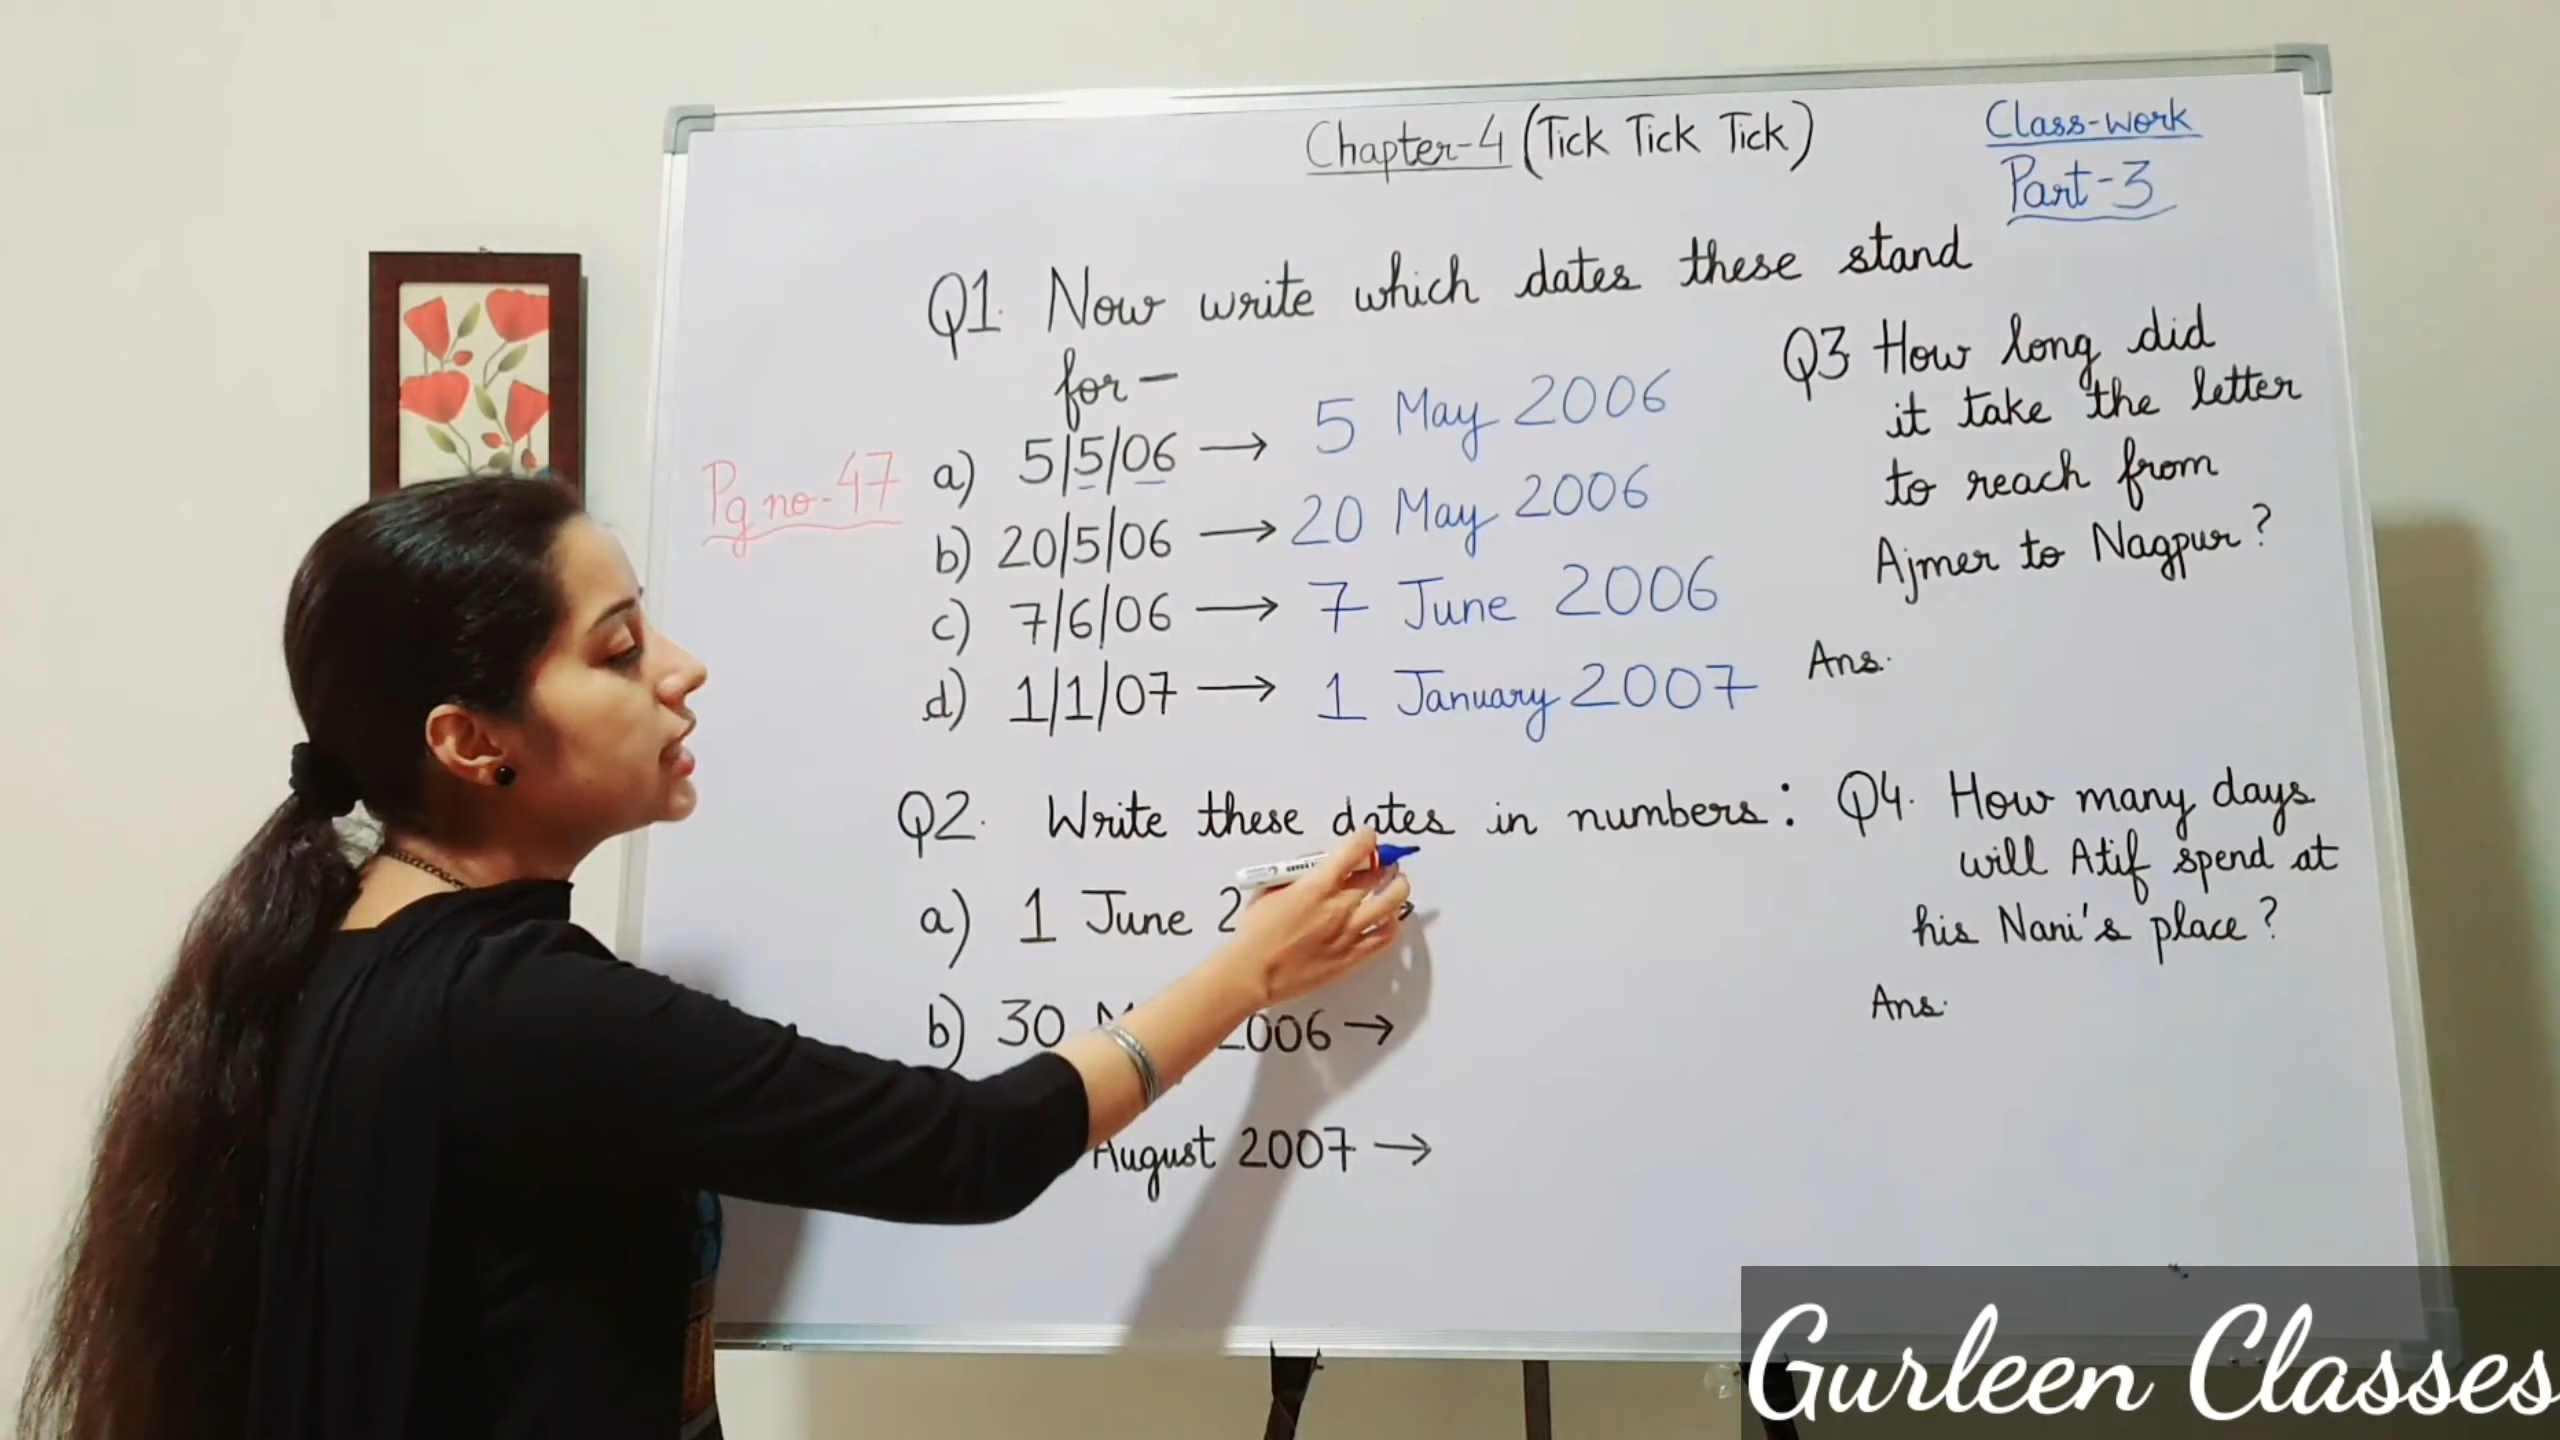 Chapter-4 (Tick Tick Tick)
Class-work
Part-3
Pg no-47
Q1. Now write which dates these stand
for-
a) 5/5/06 → 5 May 2006
b) 20/5/06 → 20 May 2006
c) 7/6/06 → 7 June 2006
d) 1/1/07 → 1 January 2007
Q2. Write these dates in numbers:
a) 1 June 2
b) 30 2006 →
August 2007 →
Q3 How long did
it take the letter
to reach from
Ajmer to Nagpur?
Ans.
Q4. How many days
will Atif spend at
his Nani's place?
Ans.
Gurleen Classes